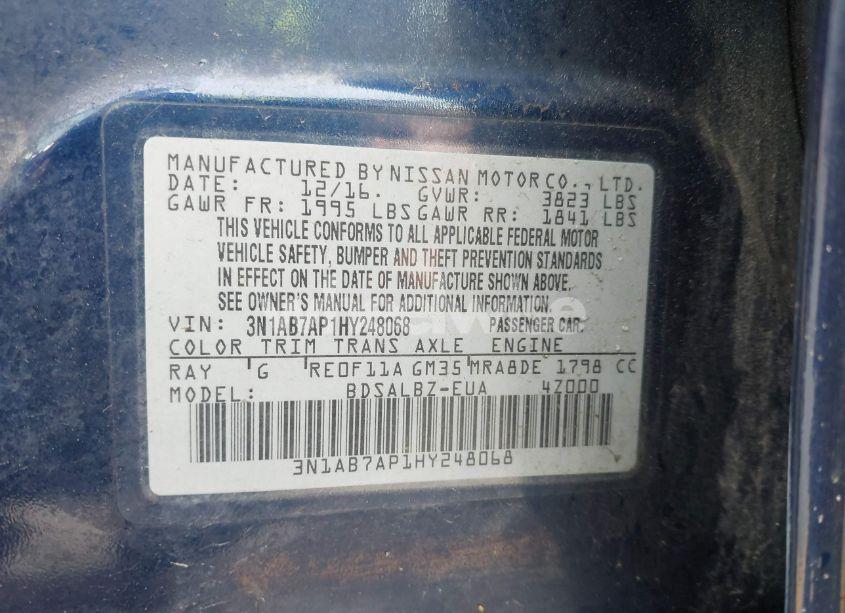 MANUFACTURED BY NISSAN MOTOR CO., LTD.
DATE: 12/16. GVWR: 3823 LBS
GAWR FR: 1995 LBS GAWR RR: 1841 LBS
THIS VEHICLE CONFORMS TO ALL APPLICABLE FEDERAL MOTOR
VEHICLE SAFETY, BUMPER AND THEFT PREVENTION STANDARDS
IN EFFECT ON THE DATE OF MANUFACTURE SHOWN ABOVE.
SEE OWNER'S MANUAL FOR ADDITIONAL INFORMATION.
VIN: 3N1AB7AP1HY248068 PASSENGER CAR.
COLOR TRIM TRANS AXLE ENGINE
RAY G RE0F11A GM35 MRA8DE 1798 CC
MODEL: BDSALBZ-EUA 4Z000
3N1AB7AP1HY248068